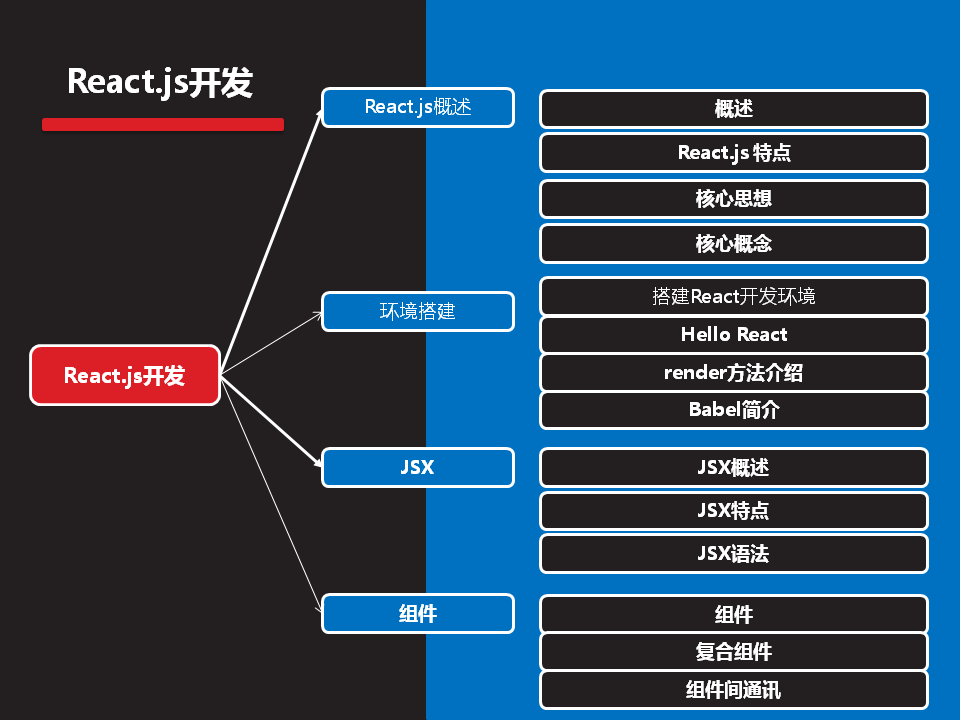 React.js开发
React.js开发
React.js概述
概述
React.js 特点
核心思想
核心概念
环境搭建
搭建React开发环境
Hello React
render方法介绍
Babel简介
JSX
JSX概述
JSX特点
JSX语法
组件
组件
复合组件
组件间通讯